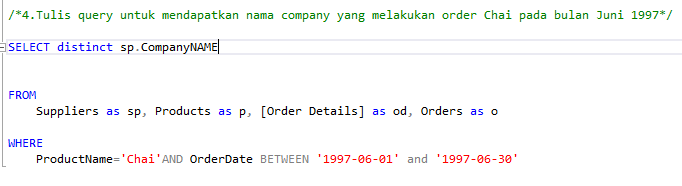 /*4.Tulis query untuk mendapatkan nama company yang melakukan order Chai pada bulan Juni 1997*/
SELECT distinct sp.CompanyNAME
FROM
Suppliers as sp, Products as p, [Order Details] as od, Orders as o
WHERE
ProductName='Chai'AND OrderDate BETWEEN '1997-06-01' and '1997-06-30'